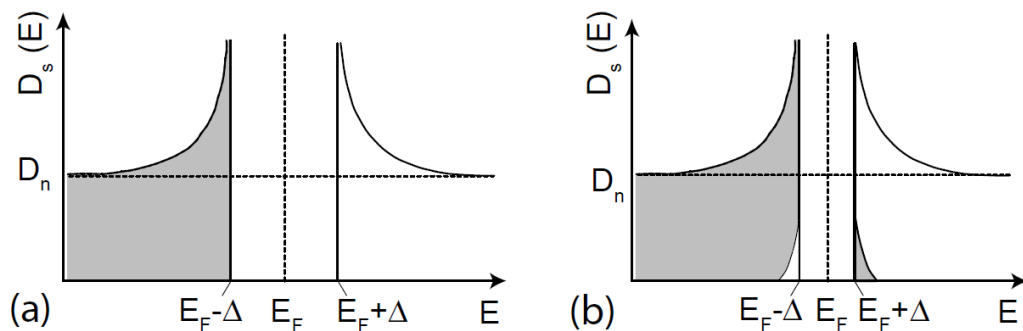 D_s (E)
D_n
(a)
E_F-Δ
E_F
E_F+Δ
E
D_s (E)
D_n
(b)
E_F-Δ
E_F
E_F+Δ
E